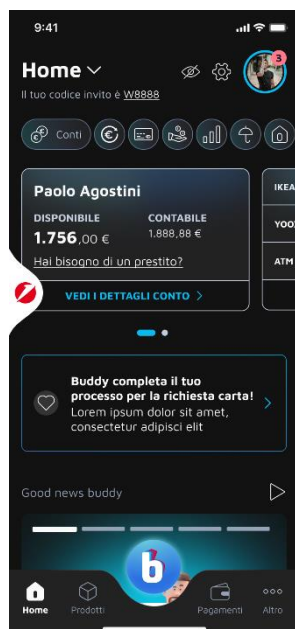 9:41
Home
3
Il tuo codice invito è W8888
Conti
Paolo Agostini
DISPONIBILE
CONTABILE
1.756,00 €
1.888,88 €
Hai bisogno di un prestito?
VEDI I DETTAGLI CONTO >
IKEA
YOOX
ATM
Buddy completa il tuo
processo per la richiesta carta!
Lorem ipsum dolor sit amet,
consectetur adipisci elit
Good news buddy
b
Home
Prodotti
Pagamenti
Altro